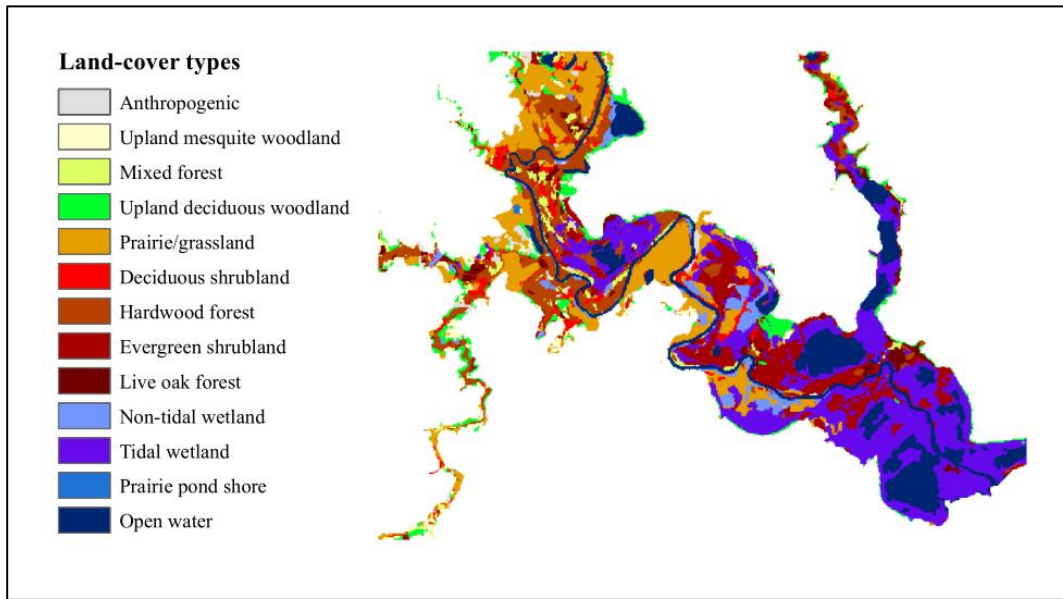 Land-cover types
Anthropogenic
Upland mesquite woodland
Mixed forest
Upland deciduous woodland
Prairie/grassland
Deciduous shrubland
Hardwood forest
Evergreen shrubland
Live oak forest
Non-tidal wetland
Tidal wetland
Prairie pond shore
Open water